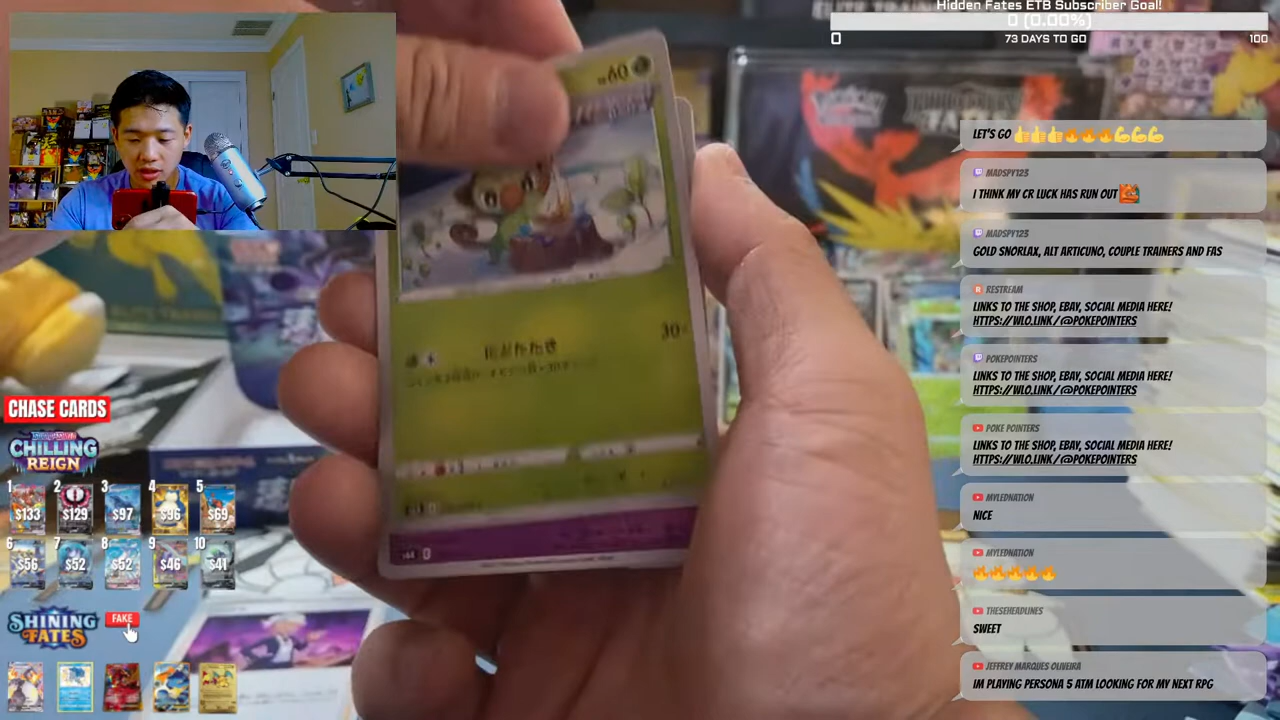 Hidden Fates ETB Subscriber Goal!
0 (0.00%)
0
73 DAYS TO GO
100
LET'S GO 👍👍👍🔥🔥🔥💪💪💪
MADSPY123
I THINK MY CR LUCK HAS RUN OUT
MADSPY123
GOLD SNORLAX, ALT ARTICUNO, COUPLE TRAINERS AND FAS
RESTREAM
LINKS TO THE SHOP, EBAY, SOCIAL MEDIA HERE!
HTTPS://WLO.LINK/@POKEPOINTERS
POKEPOINTERS
LINKS TO THE SHOP, EBAY, SOCIAL MEDIA HERE!
HTTPS://WLO.LINK/@POKEPOINTERS
POKE POINTERS
LINKS TO THE SHOP, EBAY, SOCIAL MEDIA HERE!
HTTPS://WLO.LINK/@POKEPOINTERS
MYLEDNATION
NICE
MYLEDNATION
🔥🔥🔥🔥🔥
THESEHEADLINES
SWEET
JEFFREY MARQUES OLIVEIRA
IM PLAYING PERSONA 5 ATM LOOKING FOR MY NEXT RPG
60
30
CHASE CARDS
CHILLING
REIGN
1 $133 2 $129 3 $97 4 $96 5 $69
6 $56 7 $52 8 $52 9 $46 10 $41
SHINING
FATES
FAKE